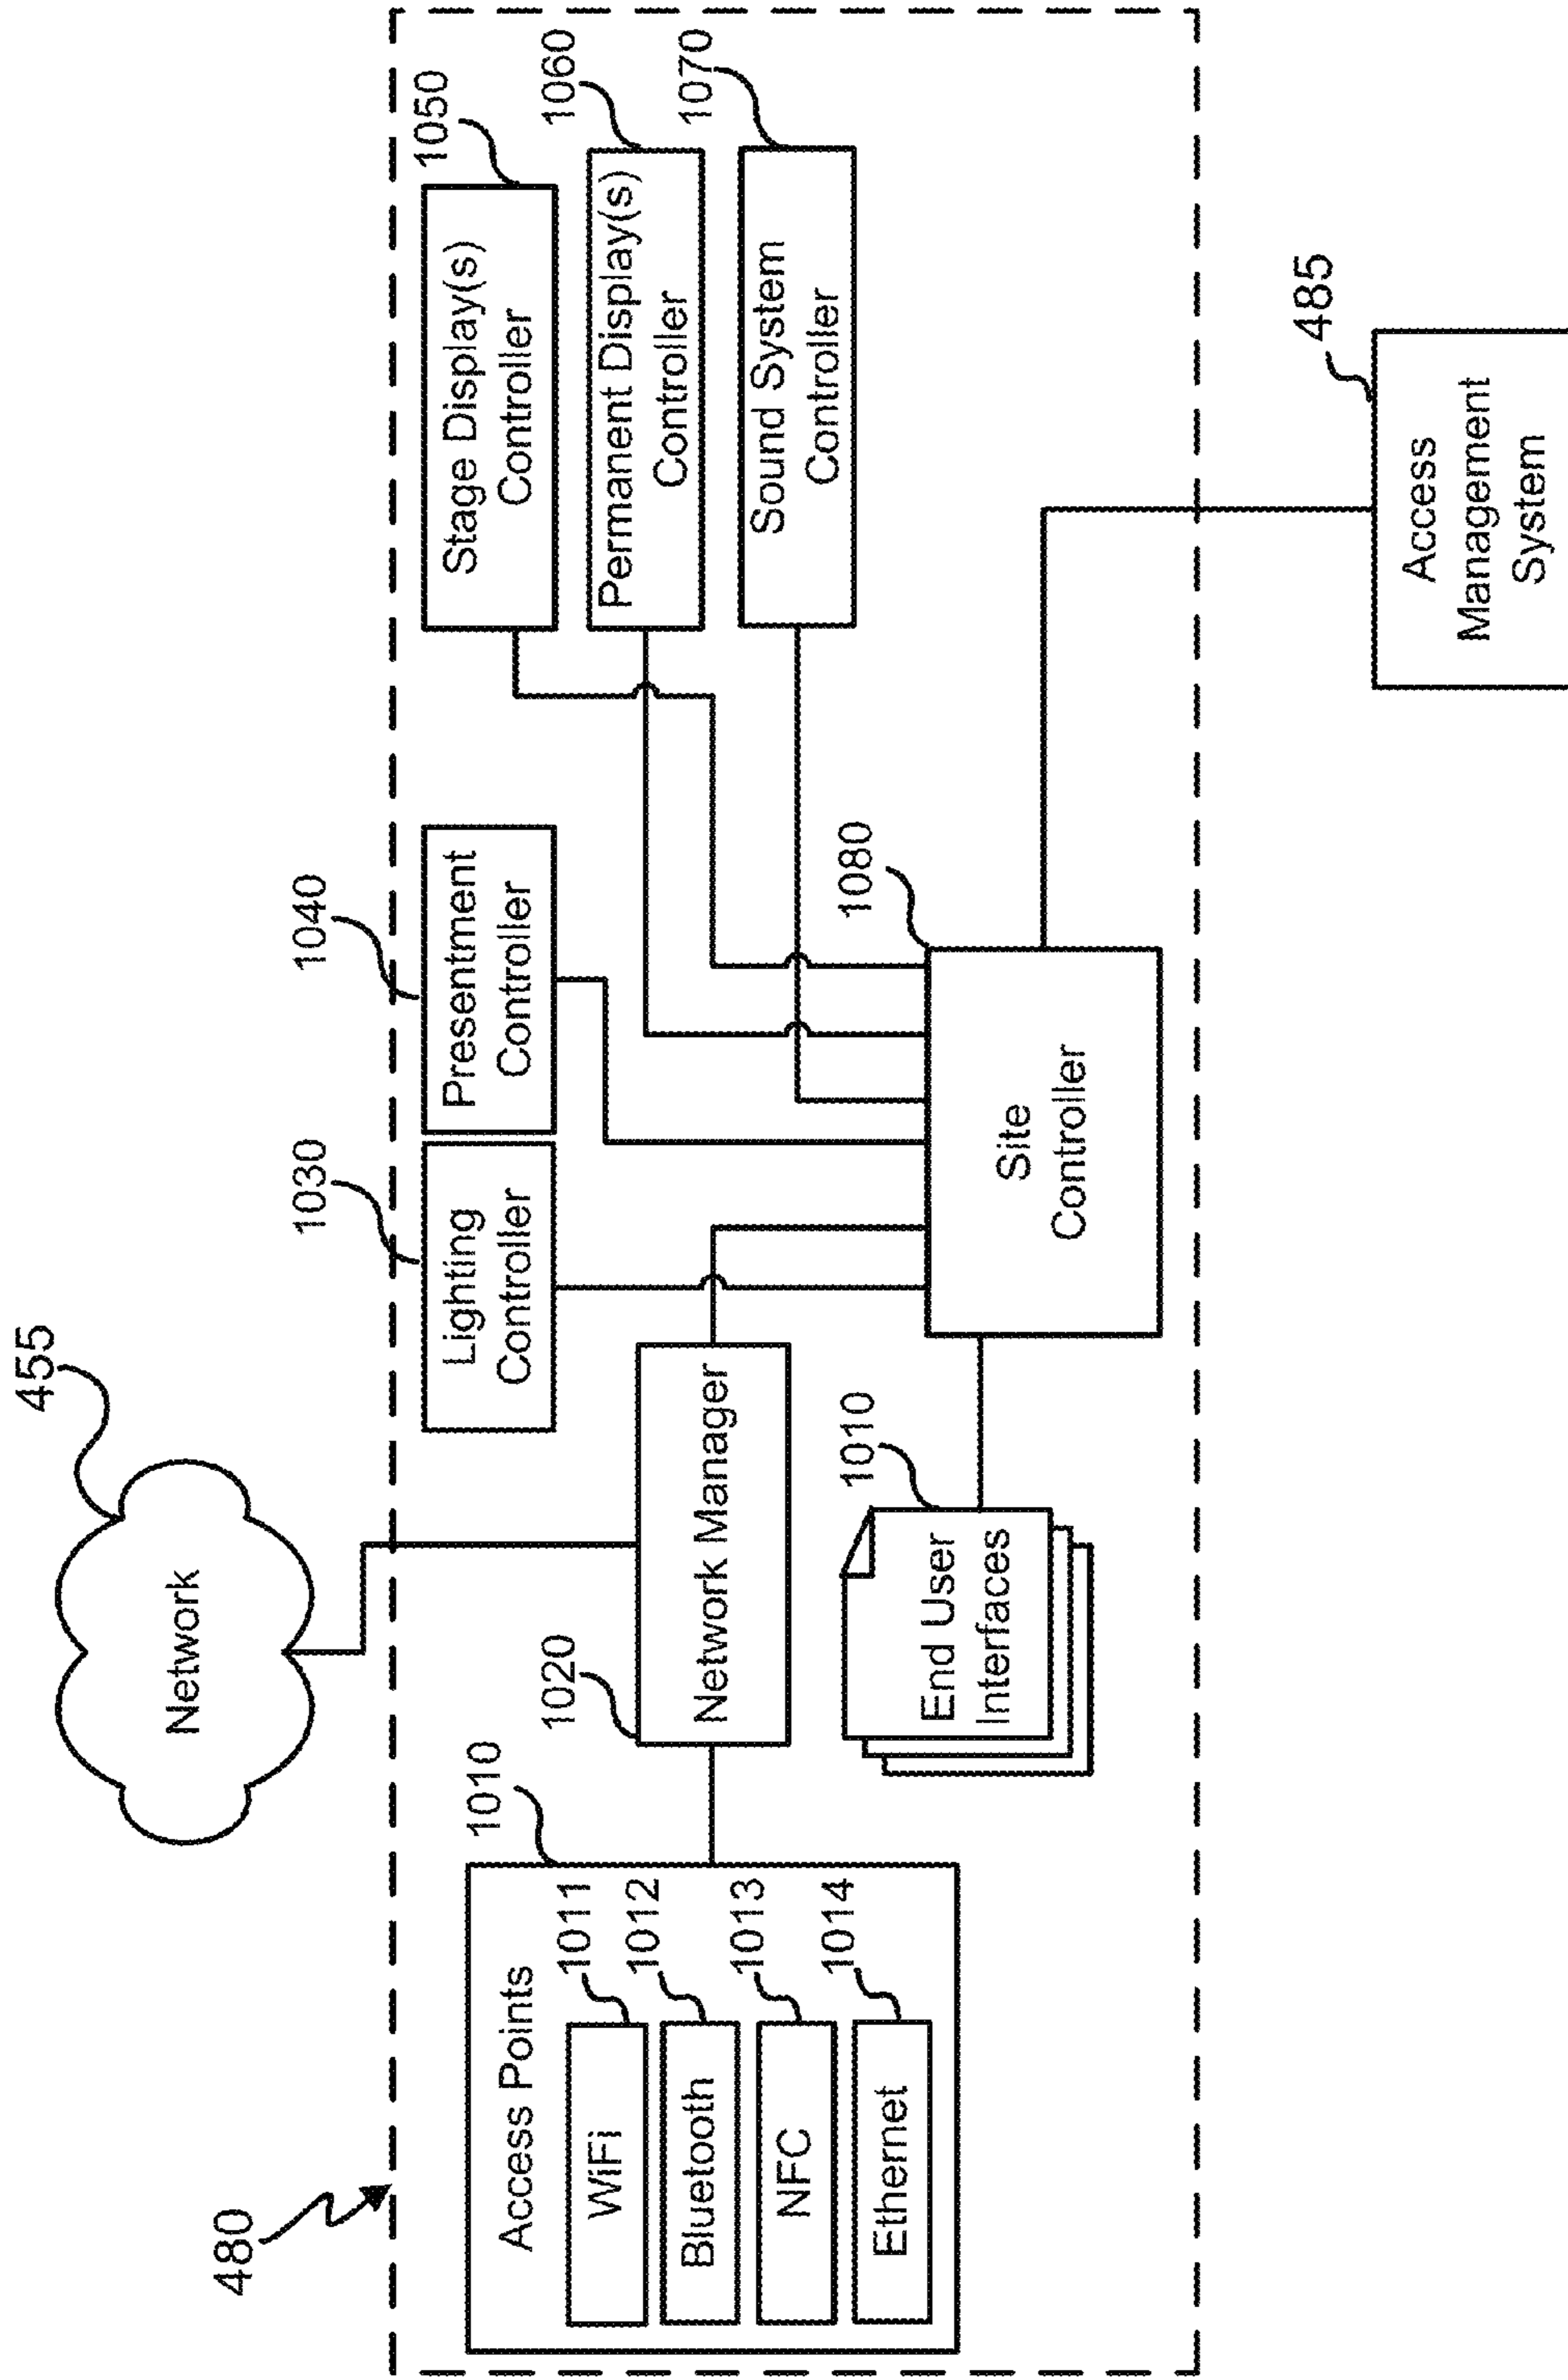 455
Network
480
1030
1040
Lighting
Controller
Presentment
Controller
1050
Stage Display(s)
Controller
1060
Permanent Display(s)
Controller
1070
Sound System
Controller
1010
Access Points
WiFi
1011
Bluetooth
1012
NFC
1013
Ethernet
1014
1020
Network Manager
1010
End User
Interfaces
1080
Site
Controller
485
Access
Management
System